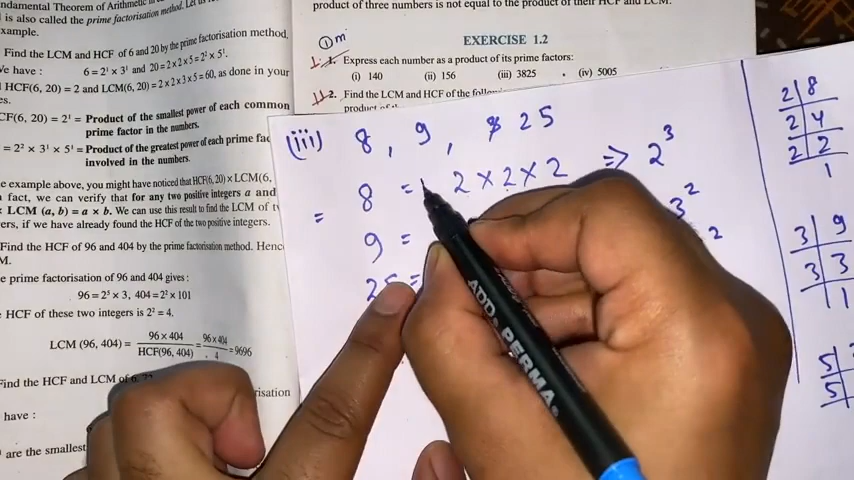 ndamental Theorem of Arithmetic
is also called the prime factorisation method. Let us
xample.
Find the LCM and HCF of 6 and 20 by the prime factorisation method.
We have : 6 = 2¹ × 3¹ and 20 = 2 × 2 × 5 = 2² × 5¹.
HCF(6, 20) = 2 and LCM(6, 20) = 2 × 2 × 3 × 5 = 60, as done in your
es.
CF(6, 20) = 2¹ = Product of the smallest power of each common
prime factor in the numbers.
= 2² × 3¹ × 5¹ = Product of the greatest power of each prime fac
involved in the numbers.
example above, you might have noticed that HCF(6, 20) × LCM(6,
fact, we can verify that for any two positive integers a and
× LCM (a, b) = a × b. We can use this result to find the LCM of t
ers, if we have already found the HCF of the two positive integers.
Find the HCF of 96 and 404 by the prime factorisation method. Henc
M.
e prime factorisation of 96 and 404 gives :
96 = 2⁵ × 3, 404 = 2² × 101
HCF of these two integers is 2² = 4.
LCM (96, 404) = 96 × 404 / HCF(96, 404) = 96 × 404 / 4 = 9696
Find the HCF and LCM of 6, 72
risation
have :
are the smallest
product of three numbers is not equal to the product of their HCF and LCM.
① m
EXERCISE 1.2
1. Express each number as a product of its prime factors:
(i) 140 (ii) 156 (iii) 3825 (iv) 5005
2. Find the LCM and HCF of the follow
product of
(iii) 8, 9, 25
= 8 = 2 × 2 × 2 => 2³
9 = 3²
25 = 2
2 | 8
2 | 4
2 | 2
1
3 | 9
3 | 3
1
5 | 2
5 |